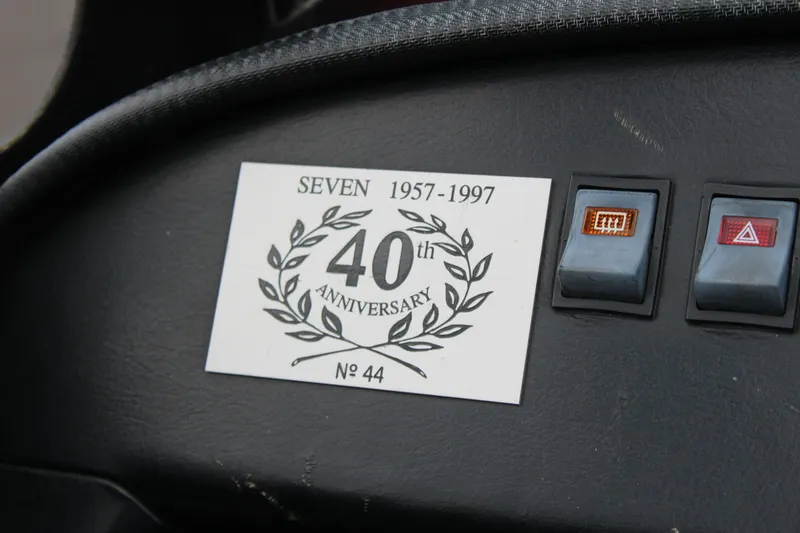 SEVEN 1957-1997
40th
ANNIVERSARY
Nº 44